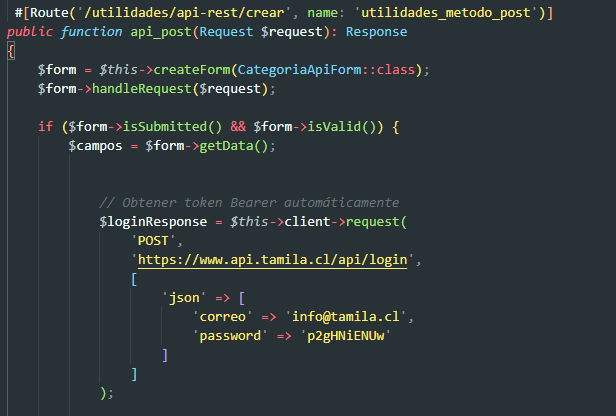 #[Route('/utilidades/api-rest/crear', name: 'utilidades_metodo_post')]
public function api_post(Request $request): Response
{
$form = $this->createForm(CategoriaApiForm::class);
$form->handleRequest($request);
if ($form->isSubmitted() && $form->isValid()) {
$campos = $form->getData();
// Obtener token Bearer automáticamente
$loginResponse = $this->client->request(
'POST',
'https://www.api.tamila.cl/api/login',
[
'json' => [
'correo' => 'info@tamila.cl',
'password' => 'p2gHNiENUw'
]
]
);